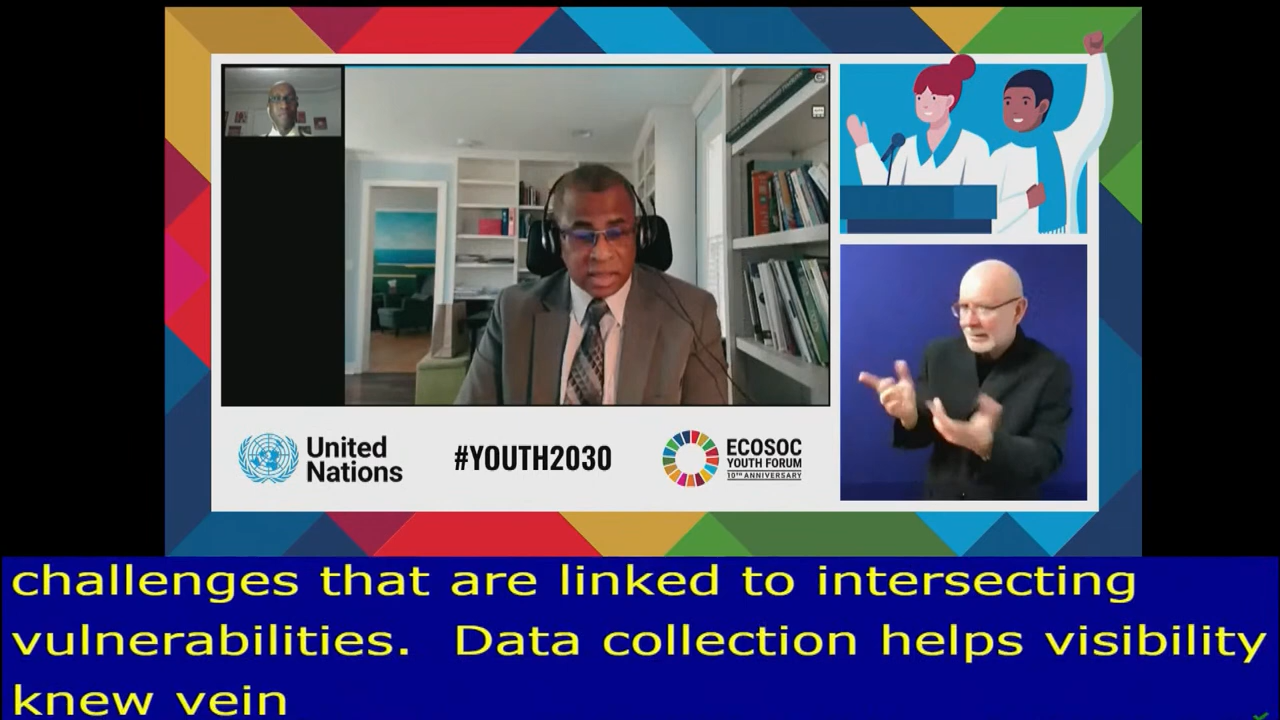 United
Nations
#YOUTH2030
ECOSOC
YOUTH FORUM
10TH ANNIVERSARY
challenges that are linked to intersecting
vulnerabilities.  Data collection helps visibility
knew vein